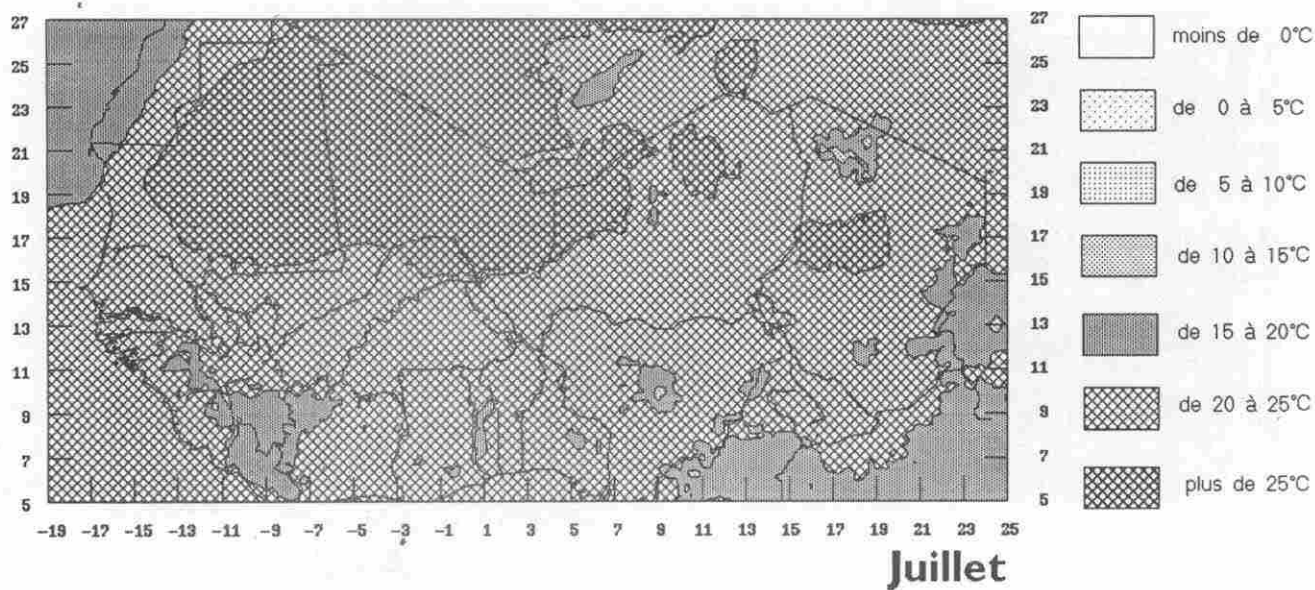 27
25
23
21
19
17
15
13
11
9
7
5
-19 -17 -15 -13 -11 -9 -7 -5 -3 -1 1 3 5 7 9 11 13 15 17 19 21 23 25
27
25
23
21
19
17
15
13
11
9
7
5
moins de 0°C
de 0 à 5°C
de 5 à 10°C
de 10 à 15°C
de 15 à 20°C
de 20 à 25°C
plus de 25°C
Juillet